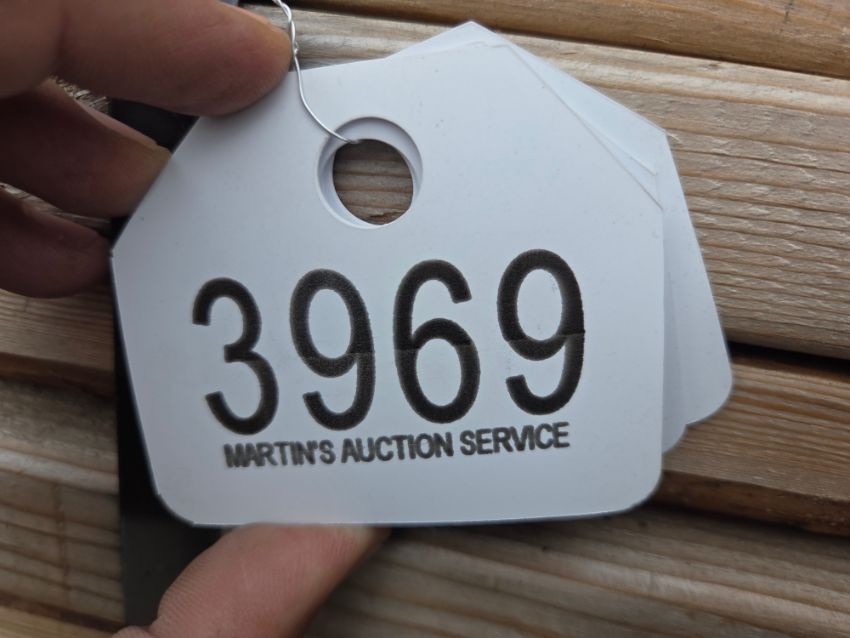 3969
MARTIN'S AUCTION SERVICE